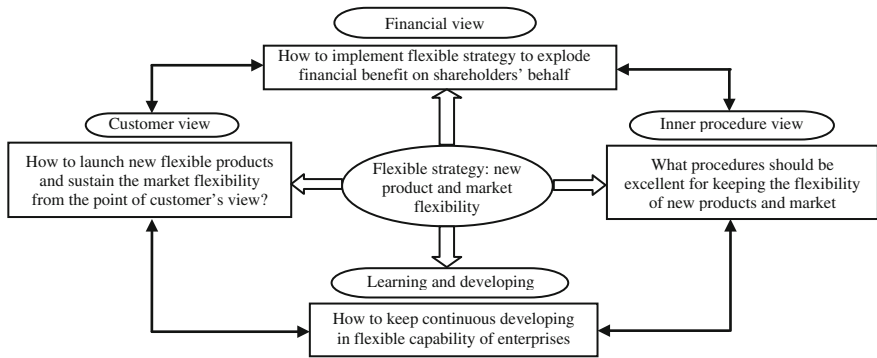 Financial view
How to implement flexible strategy to explode
financial benefit on shareholders' behalf
Customer view
How to launch new flexible products
and sustain the market flexibility
from the point of customer's view?
Flexible strategy: new
product and market
flexibility
Inner procedure view
What procedures should be
excellent for keeping the flexibility
of new products and market
Learning and developing
How to keep continuous developing
in flexible capability of enterprises